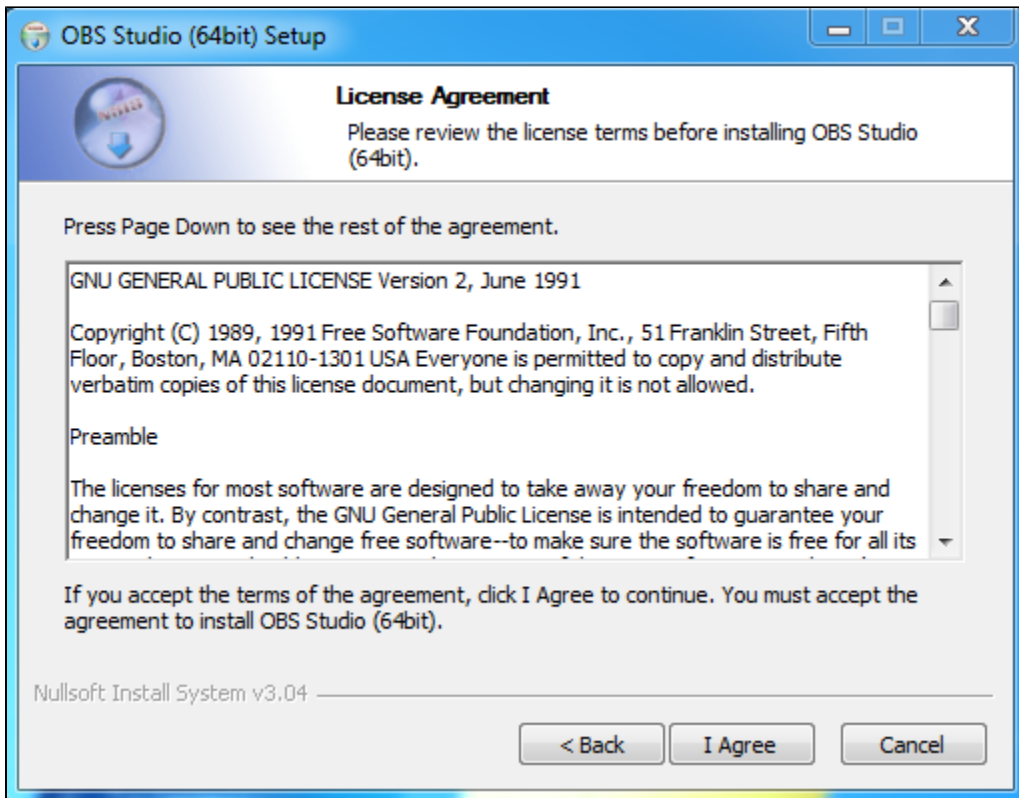 OBS Studio (64bit) Setup
NSIS
License Agreement
Please review the license terms before installing OBS Studio
(64bit).
Press Page Down to see the rest of the agreement.
GNU GENERAL PUBLIC LICENSE Version 2, June 1991
Copyright (C) 1989, 1991 Free Software Foundation, Inc., 51 Franklin Street, Fifth
Floor, Boston, MA 02110-1301 USA Everyone is permitted to copy and distribute
verbatim copies of this license document, but changing it is not allowed.
Preamble
The licenses for most software are designed to take away your freedom to share and
change it. By contrast, the GNU General Public License is intended to guarantee your
freedom to share and change free software--to make sure the software is free for all its
If you accept the terms of the agreement, click I Agree to continue. You must accept the
agreement to install OBS Studio (64bit).
Nullsoft Install System v3.04
< Back
I Agree
Cancel